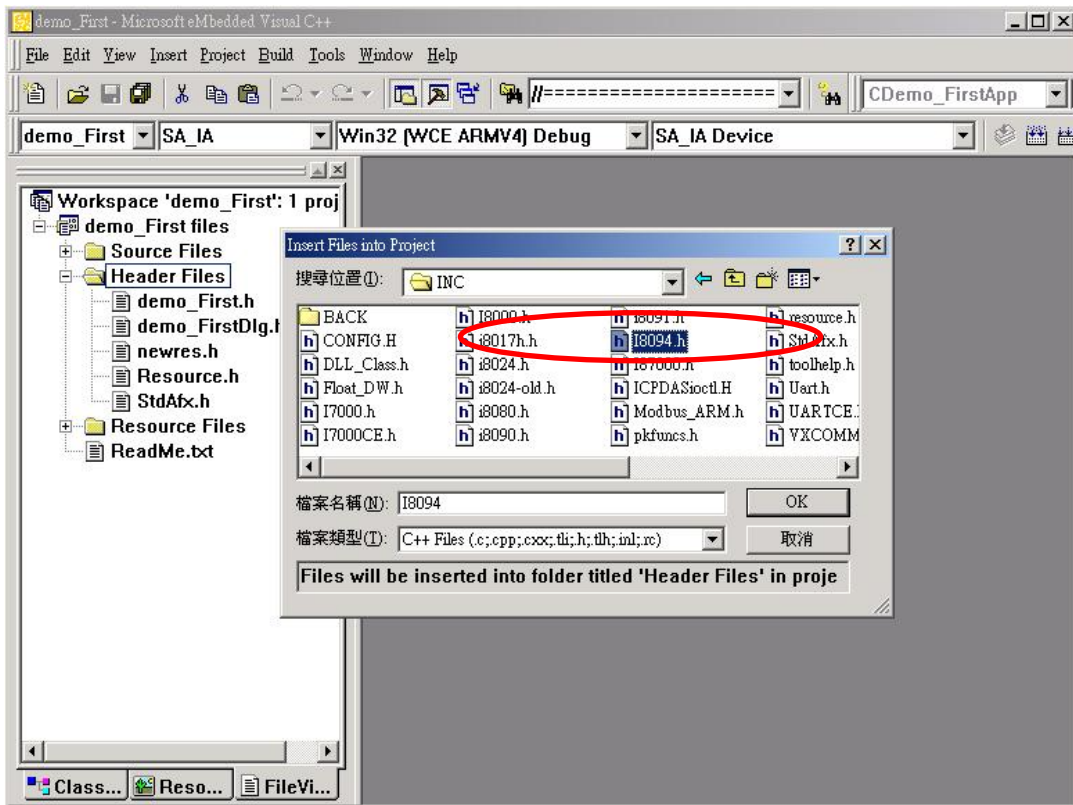 demo_First - Microsoft eMbedded Visual C++
File Edit View Insert Project Build Tools Window Help
//====================== CDemo_FirstApp
demo_First SA_IA Win32 (WCE ARMV4) Debug SA_IA Device
Workspace 'demo_First': 1 proj
demo_First files
Source Files
Header Files
demo_First.h
demo_FirstDlg.h
newres.h
Resource.h
StdAfx.h
Resource Files
ReadMe.txt
Class... Reso... FileVi...
Insert Files into Project
搜尋位置(I): INC
BACK I8000.h i8091.h resource.h
CONFIG.H i8017h.h I8094.h StdAfx.h
DLL_Class.h i8024.h I87000.h toolhelp.h
Float_DW.h i8024-old.h ICPDASioctl.H Uart.h
I7000.h i8080.h Modbus_ARM.h UARTCE.
I7000CE.h i8090.h pkfuncs.h VXCOMM
檔案名稱(N): I8094 OK
檔案類型(T): C++ Files (.c;.cpp;.cxx;.tli;.h;.tlh;.inl;.rc) 取消
Files will be inserted into folder titled 'Header Files' in proje